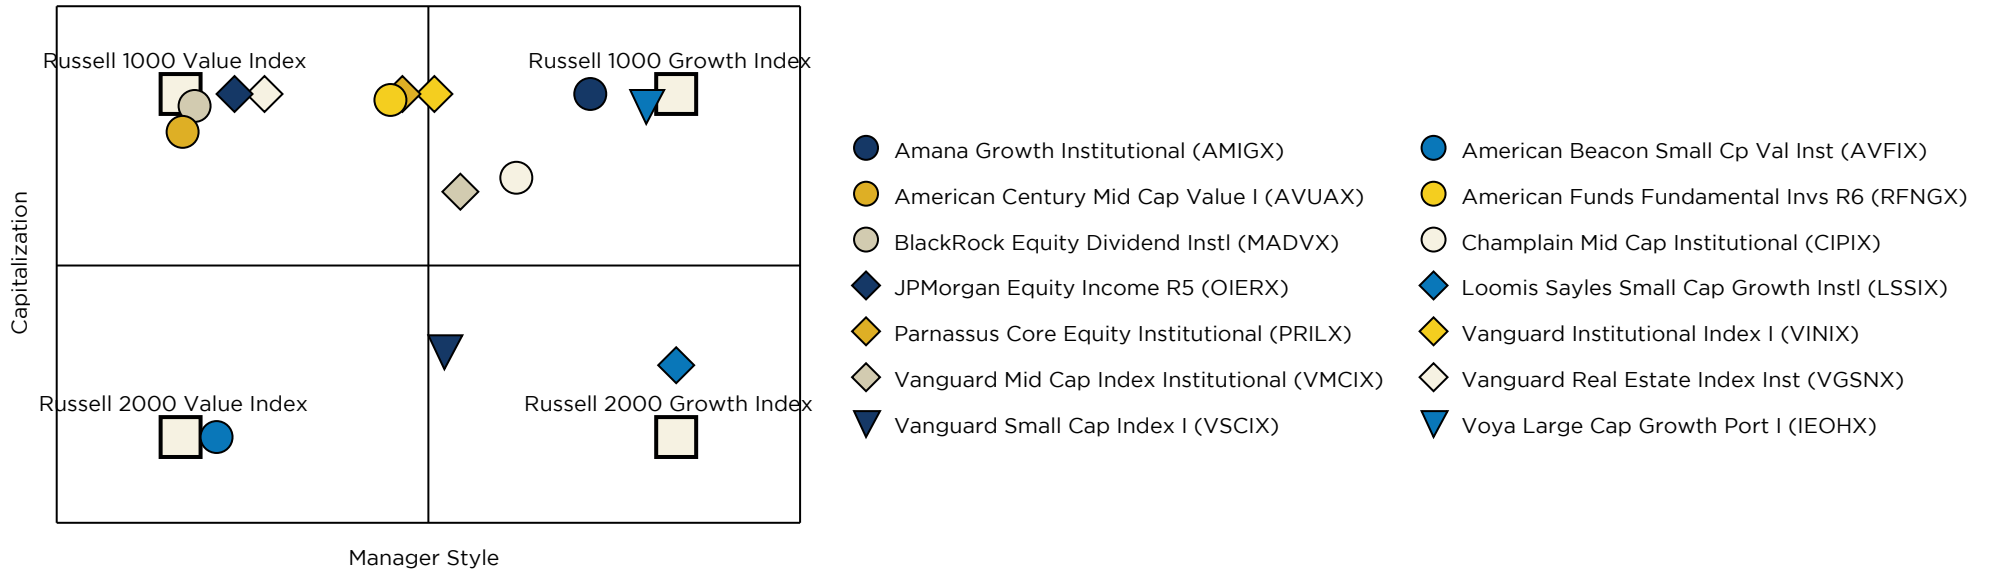 Russell 1000 Value Index
Russell 1000 Growth Index
Capitalization
Russell 2000 Value Index
Russell 2000 Growth Index
Manager Style
Amana Growth Institutional (AMIGX)
American Beacon Small Cp Val Inst (AVFIX)
American Century Mid Cap Value I (AVUAX)
American Funds Fundamental Invs R6 (RFNGX)
BlackRock Equity Dividend Instl (MADVX)
Champlain Mid Cap Institutional (CIPIX)
JPMorgan Equity Income R5 (OIERX)
Loomis Sayles Small Cap Growth Instl (LSSIX)
Parnassus Core Equity Institutional (PRILX)
Vanguard Institutional Index I (VINIX)
Vanguard Mid Cap Index Institutional (VMCIX)
Vanguard Real Estate Index Inst (VGSNX)
Vanguard Small Cap Index I (VSCIX)
Voya Large Cap Growth Port I (IEOHX)